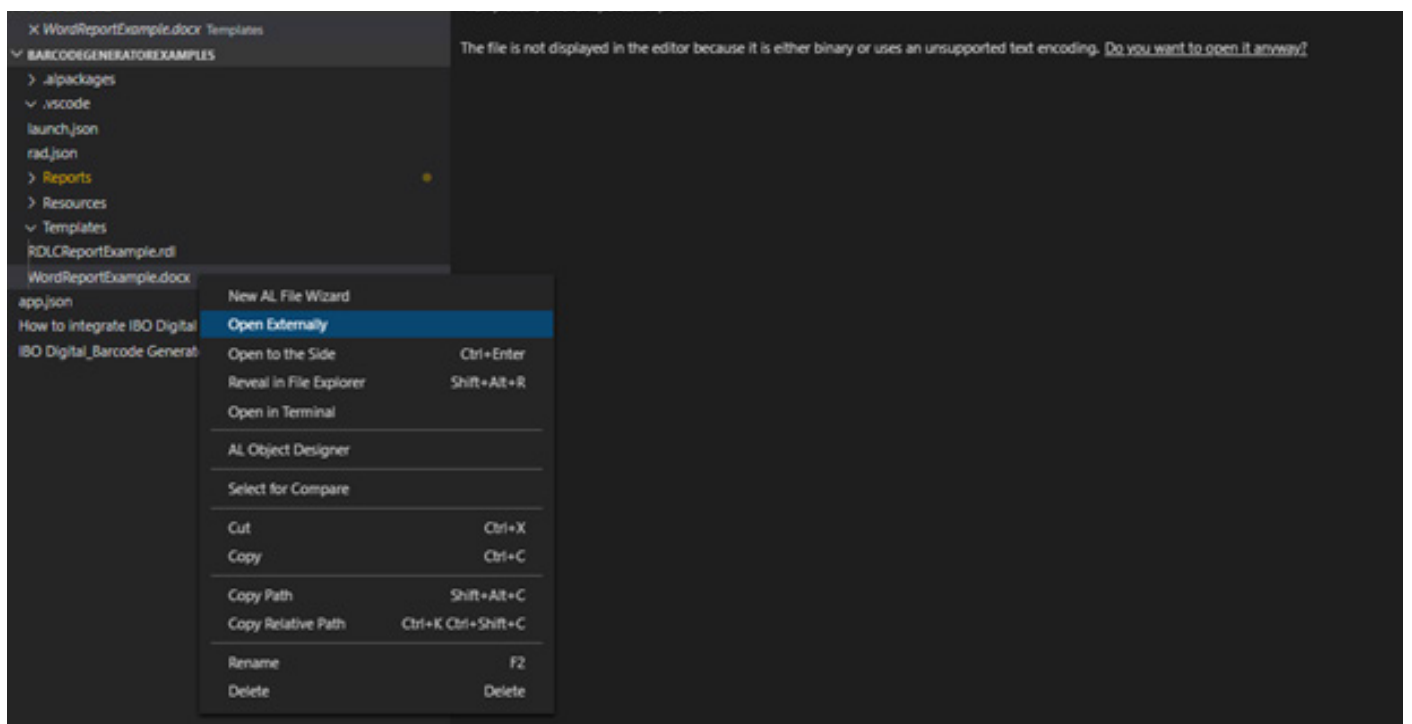 WordReportExample.docx Templates
BARCODEGENERATOREXAMPLES
The file is not displayed in the editor because it is either binary or uses an unsupported text encoding. Do you want to open it anyway?
.alpackages
.vscode
launch.json
rad.json
Reports
Resources
Templates
RDLCReportExample.rdl
WordReportExample.docx
app.json
How to integrate IBO Digital
IBO Digital_Barcode Generat
New AL File Wizard
Open Externally
Open to the Side Ctrl+Enter
Reveal in File Explorer Shift+Alt+R
Open in Terminal
AL Object Designer
Select for Compare
Cut Ctrl+X
Copy Ctrl+C
Copy Path Shift+Alt+C
Copy Relative Path Ctrl+K Ctrl+Shift+C
Rename F2
Delete Delete